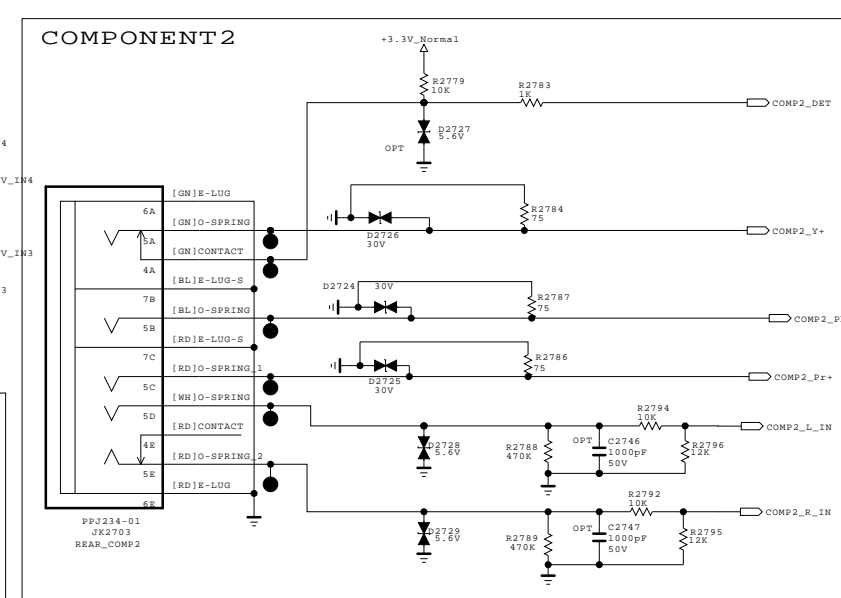 COMPONENT2
+3.3V_Normal
R2779
10K
R2783
1K
COMP2_DET
D2727
5.6V
OPT
4
V_IN4
[GN]E-LUG
6A
[GN]O-SPRING
5A
D2726
30V
R2784
75
COMP2_Y+
V_IN3
[GN]CONTACT
4A
3
[BL]E-LUG-S
7B
D2724
30V
R2787
75
[BL]O-SPRING
5B
COMP2_P
[RD]E-LUG-S
7C
R2786
75
[RD]O-SPRING_1
5C
D2725
30V
COMP2_Pr+
[WH]O-SPRING
5D
R2794
10K
COMP2_L_IN
[RD]CONTACT
4E
D2728
5.6V
R2788
470K
OPT
C2746
1000pF
50V
R2796
12K
[RD]O-SPRING_2
5E
[RD]E-LUG
6E
R2792
10K
COMP2_R_IN
PPJ234-01
JK2703
REAR_COMP2
D2729
5.6V
R2789
470K
OPT
C2747
1000pF
50V
R2795
12K